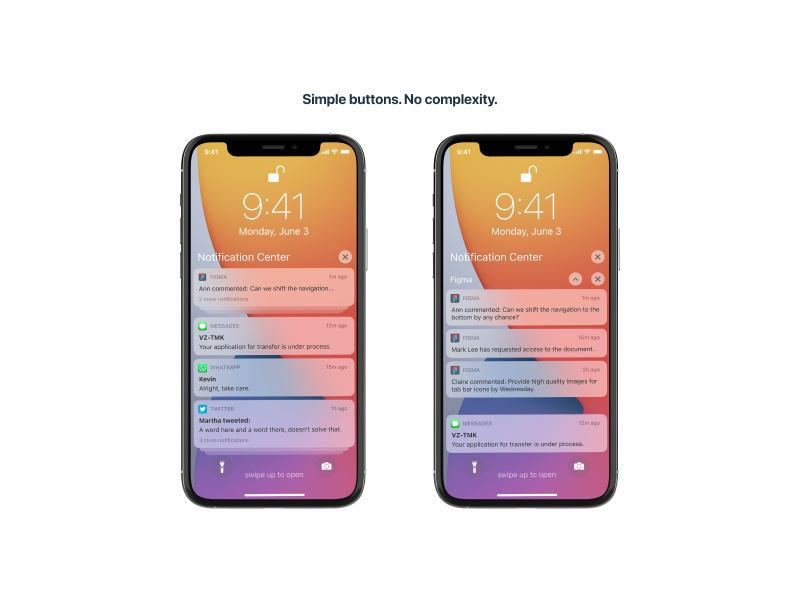 Simple buttons. No complexity.
9:41
9:41
Monday, June 3
Notification Center
FIGMA 1m ago
Ann commented: Can we shift the navigation...
2 more notifications
MESSAGES 12m ago
VZ-TMK
Your application for transfer is under process.
WHATSAPP 15m ago
Kevin
Alright, take care.
TWITTER 1h ago
Martha tweeted:
A word here and a word there, doesn't solve that.
3 more notifications
swipe up to open
9:41
9:41
Monday, June 3
Notification Center
Figma
FIGMA 1m ago
Ann commented: Can we shift the navigation to the
bottom by any chance?
FIGMA 15m ago
Mark Lee has requested access to the document.
FIGMA 2h ago
Claire commented: Provide high quality images for
tab bar icons by Wednesday.
MESSAGES 12m ago
VZ-TMK
Your application for transfer is under process.
swipe up to open